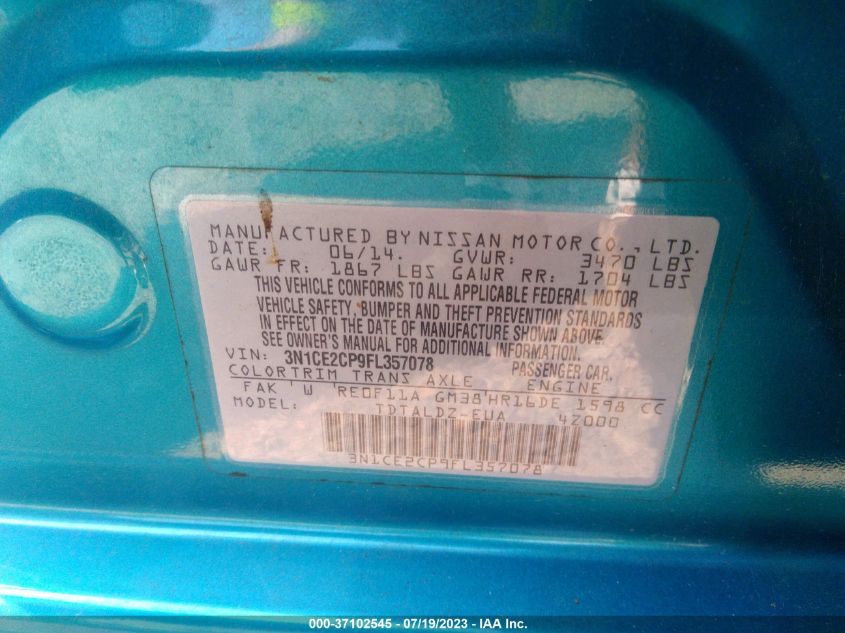 MANUFACTURED BY NISSAN MOTOR CO., LTD.
DATE: 06/14. GVWR: 3470 LBS
GAWR FR: 1867 LBS GAWR RR: 1704 LBS
THIS VEHICLE CONFORMS TO ALL APPLICABLE FEDERAL MOTOR
VEHICLE SAFETY, BUMPER AND THEFT PREVENTION STANDARDS
IN EFFECT ON THE DATE OF MANUFACTURE SHOWN ABOVE.
SEE OWNER'S MANUAL FOR ADDITIONAL INFORMATION.
VIN: 3N1CE2CP9FL357078 PASSENGER CAR.
COLORTRIM TRANS AXLE ENGINE
FAK 'W 'RE0F11A GM38'HR16DE 1598 CC
MODEL: TDTALDZ-EUA 4Z000
3N1CE2CP9FL357078
000-37102545 - 07/19/2023 - IAA Inc.